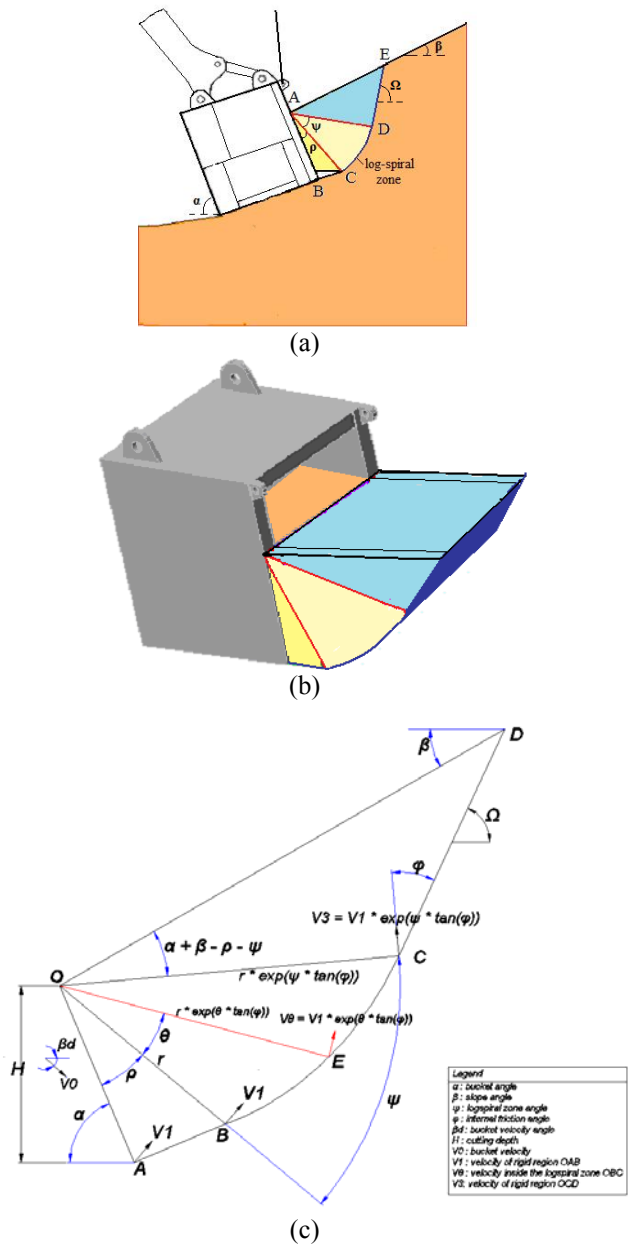 E
β
A
Ω
ψ
D
ρ
log-spiral
zone
B
C
α
(a)
(b)
D
β
Ω
φ
V3 = V1 * exp(ψ * tan(φ))
α + β - ρ - ψ
C
O
r * exp(ψ * tan(φ))
r * exp(θ * tan(φ))
Vθ = V1 * exp(θ * tan(φ))
θ
βd
r
H
V0
ρ
E
ψ
α
V1
V1
B
A
Legend
α : bucket angle
β : slope angle
ψ : logspiral zone angle
φ : internal friction angle
βd : bucket velocity angle
H : cutting depth
V0 : bucket velocity
V1 : velocity of rigid region OAB
Vθ : velocity inside the logspiral zone OBC
V3: velocity of rigid region OCD
(c)